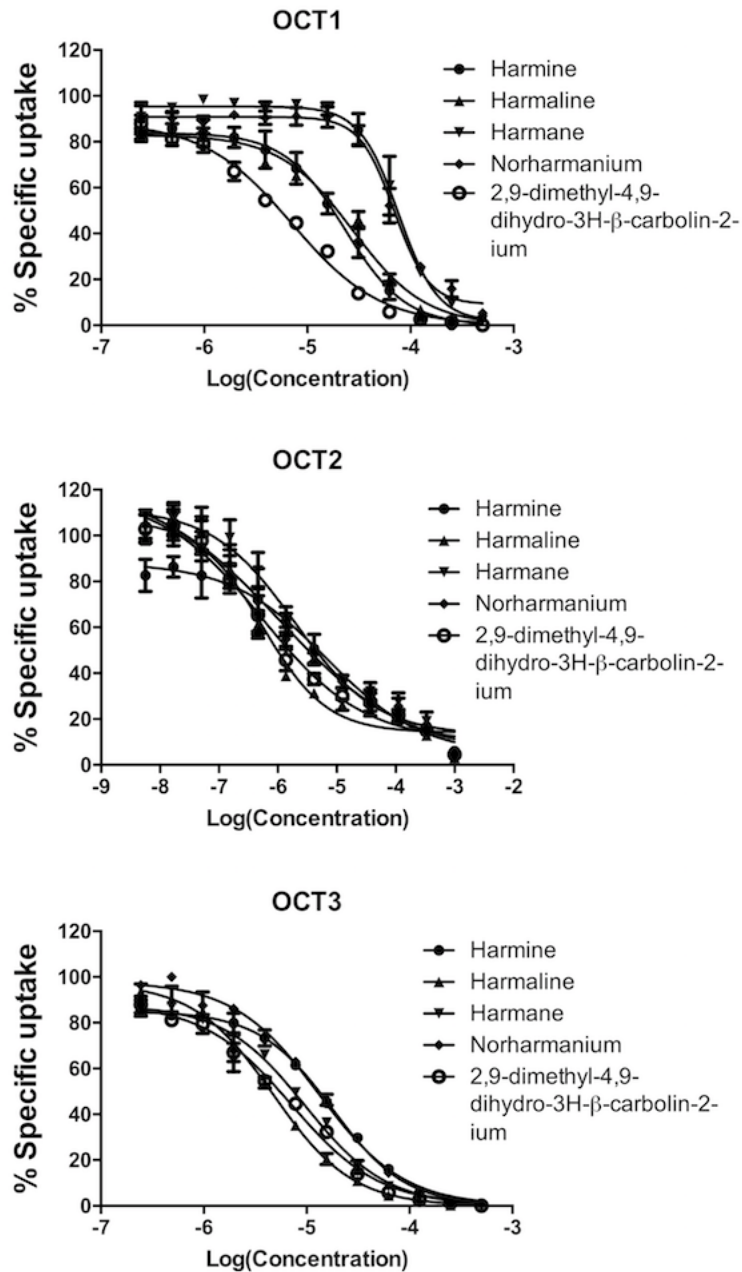 OCT1
% Specific uptake
120
100
80
60
40
20
0
-7
-6
-5
-4
-3
Log(Concentration)
Harmine
Harmaline
Harmane
Norharmanium
2,9-dimethyl-4,9-
dihydro-3H-β-carbolin-2-
ium
OCT2
% Specific uptake
120
100
80
60
40
20
0
-9
-8
-7
-6
-5
-4
-3
-2
Log(Concentration)
Harmine
Harmaline
Harmane
Norharmanium
2,9-dimethyl-4,9-
dihydro-3H-β-carbolin-2-
ium
OCT3
% Specific uptake
120
100
80
60
40
20
0
-7
-6
-5
-4
-3
Log(Concentration)
Harmine
Harmaline
Harmane
Norharmanium
2,9-dimethyl-4,9-
dihydro-3H-β-carbolin-2-
ium